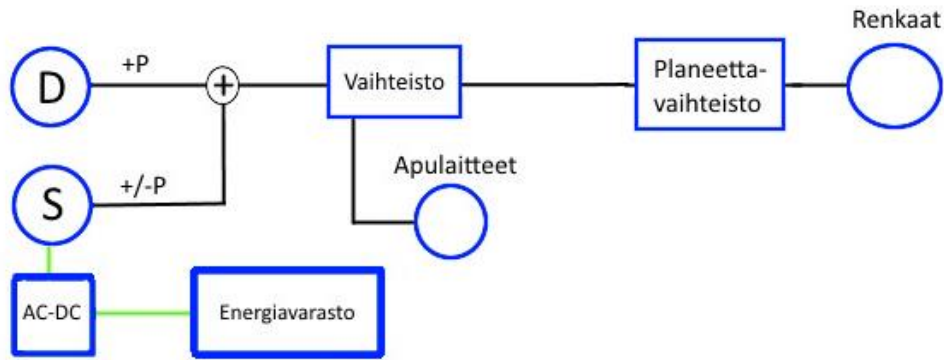 Renkaat
D
+P
+
Vaihteisto
Planeetta-
vaihteisto
Apulaitteet
S
+/-P
AC-DC
Energiavarasto